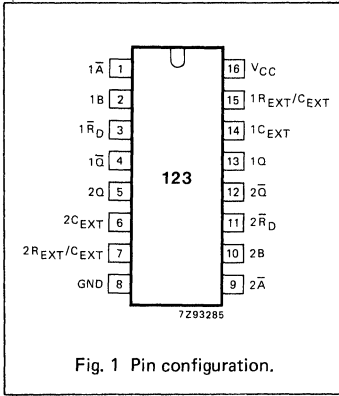 1A̅ 1 16 VCC
1B 2 15 1REXT/CEXT
1R̅D 3 14 1CEXT
1Q̅ 4 13 1Q
123
2Q 5 12 2Q̅
2CEXT 6 11 2R̅D
2REXT/CEXT 7 10 2B
GND 8 9 2A̅
7Z93285
Fig. 1 Pin configuration.